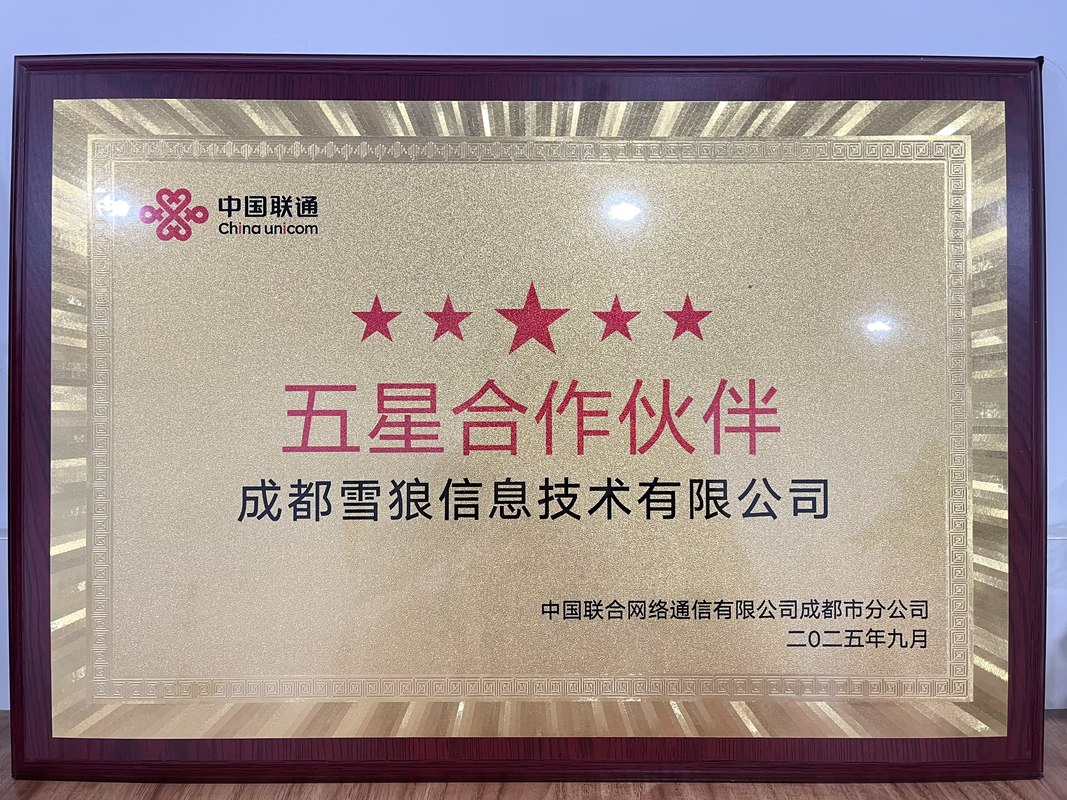 中国联通
China unicom
五星合作伙伴
成都雪狼信息技术有限公司
中国联合网络通信有限公司成都市分公司
二0二五年九月